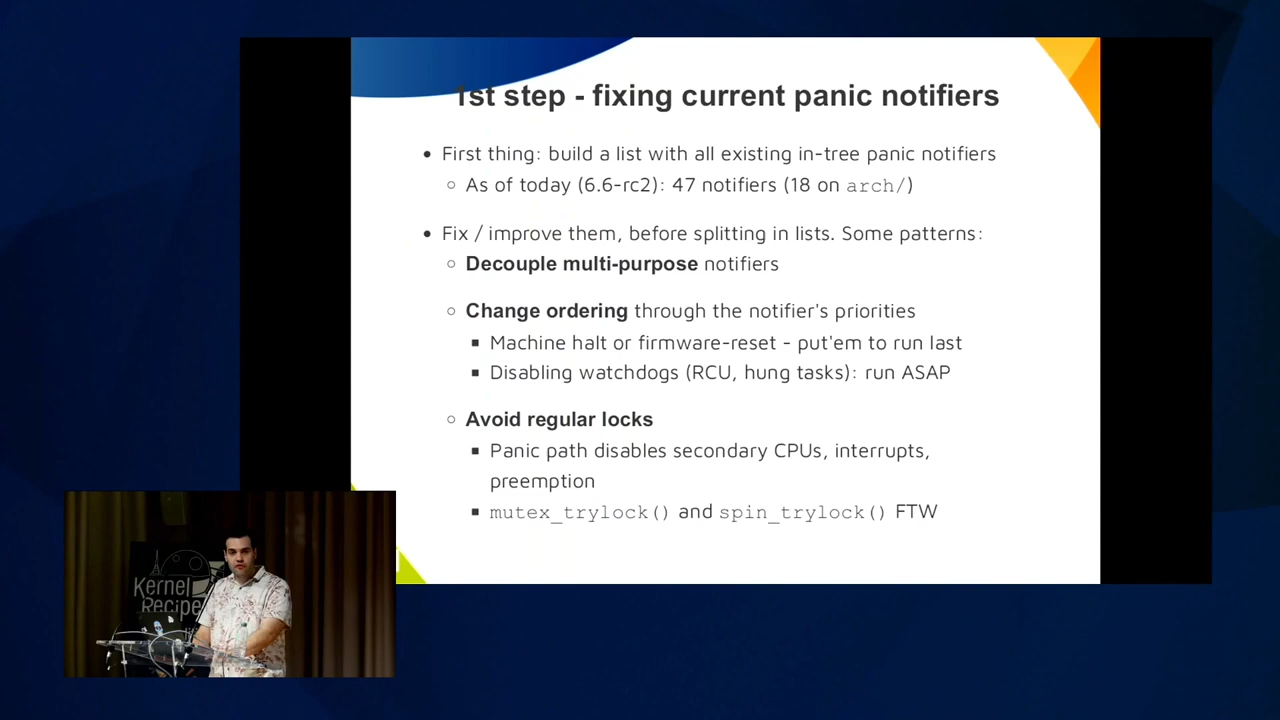 1st step - fixing current panic notifiers
• First thing: build a list with all existing in-tree panic notifiers
○ As of today (6.6-rc2): 47 notifiers (18 on arch/)
• Fix / improve them, before splitting in lists. Some patterns:
○ Decouple multi-purpose notifiers
○ Change ordering through the notifier's priorities
■ Machine halt or firmware-reset - put'em to run last
■ Disabling watchdogs (RCU, hung tasks): run ASAP
○ Avoid regular locks
■ Panic path disables secondary CPUs, interrupts,
preemption
■ mutex_trylock() and spin_trylock() FTW
Kernel
Recipe